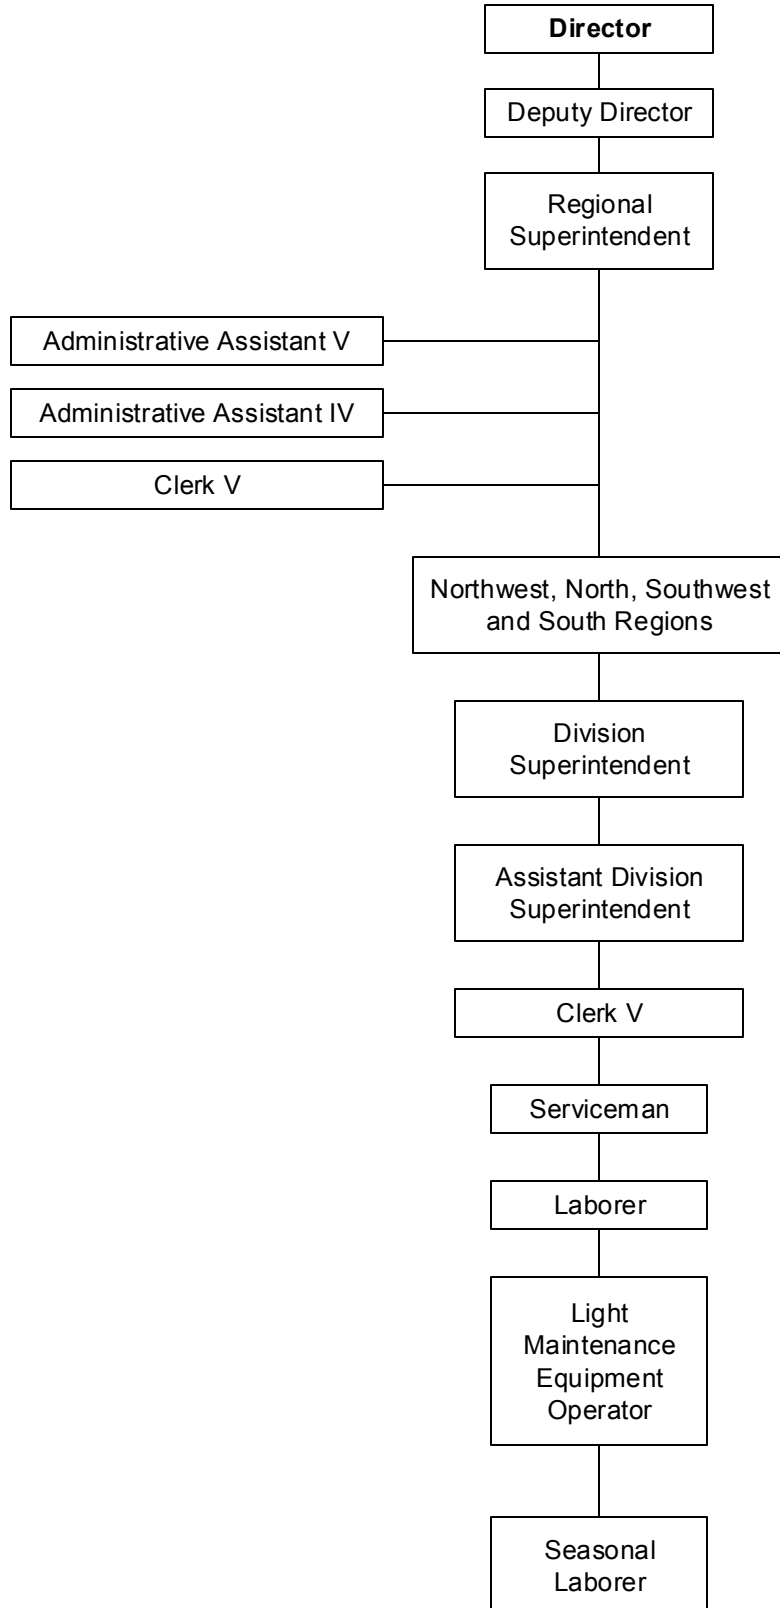 Director
Deputy Director
Regional
Superintendent
Administrative Assistant V
Administrative Assistant IV
Clerk V
Northwest, North, Southwest
and South Regions
Division
Superintendent
Assistant Division
Superintendent
Clerk V
Serviceman
Laborer
Light
Maintenance
Equipment
Operator
Seasonal
Laborer